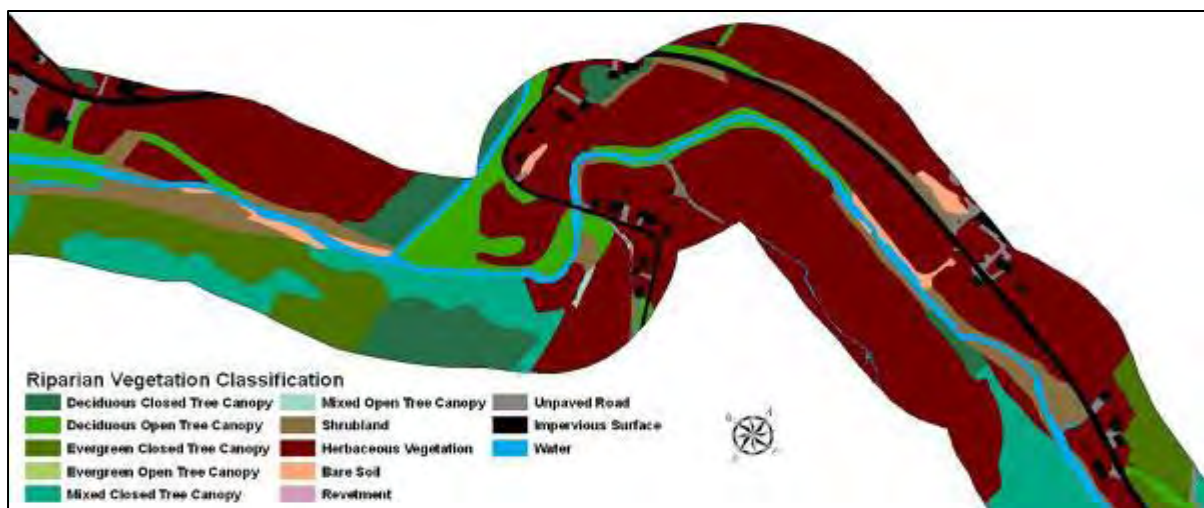 Riparian Vegetation Classification
Deciduous Closed Tree Canopy
Deciduous Open Tree Canopy
Evergreen Closed Tree Canopy
Evergreen Open Tree Canopy
Mixed Closed Tree Canopy
Mixed Open Tree Canopy
Shrubland
Herbaceous Vegetation
Bare Soil
Revetment
Unpaved Road
Impervious Surface
Water